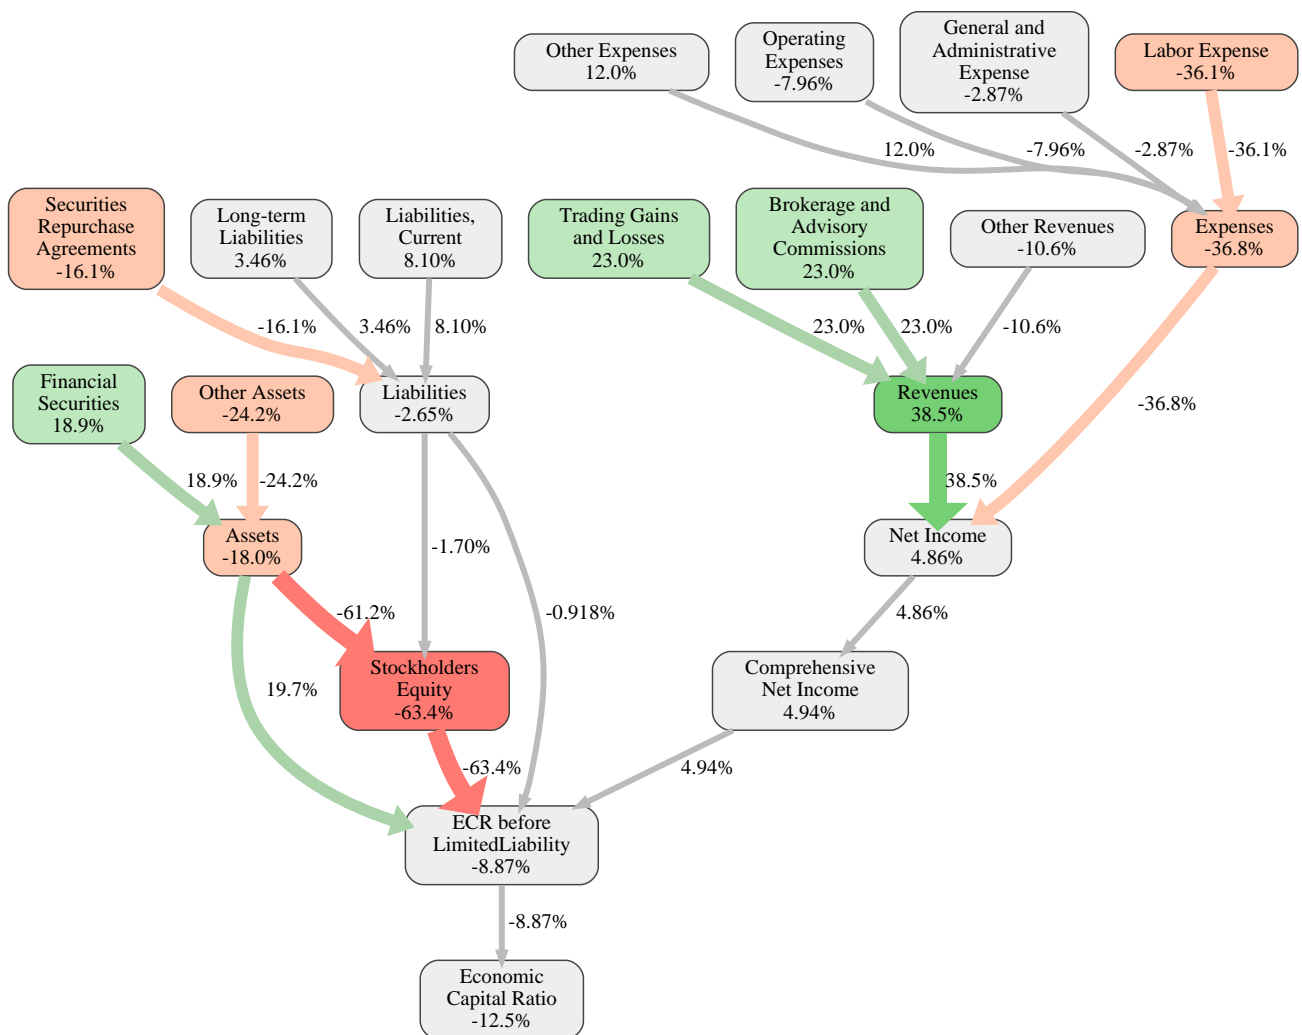 Other Expenses
12.0%
Operating
Expenses
-7.96%
General and
Administrative
Expense
-2.87%
Labor Expense
-36.1%
12.0%
-7.96%
-2.87%
-36.1%
Securities
Repurchase
Agreements
-16.1%
Long-term
Liabilities
3.46%
Liabilities,
Current
8.10%
Trading Gains
and Losses
23.0%
Brokerage and
Advisory
Commissions
23.0%
Other Revenues
-10.6%
Expenses
-36.8%
-16.1%
3.46%
8.10%
23.0%
23.0%
-10.6%
Financial
Securities
18.9%
Other Assets
-24.2%
Liabilities
-2.65%
Revenues
38.5%
-36.8%
18.9%
-24.2%
38.5%
Assets
-18.0%
-1.70%
Net Income
4.86%
-61.2%
-0.918%
4.86%
19.7%
Stockholders
Equity
-63.4%
Comprehensive
Net Income
4.94%
-63.4%
4.94%
ECR before
LimitedLiability
-8.87%
-8.87%
Economic
Capital Ratio
-12.5%